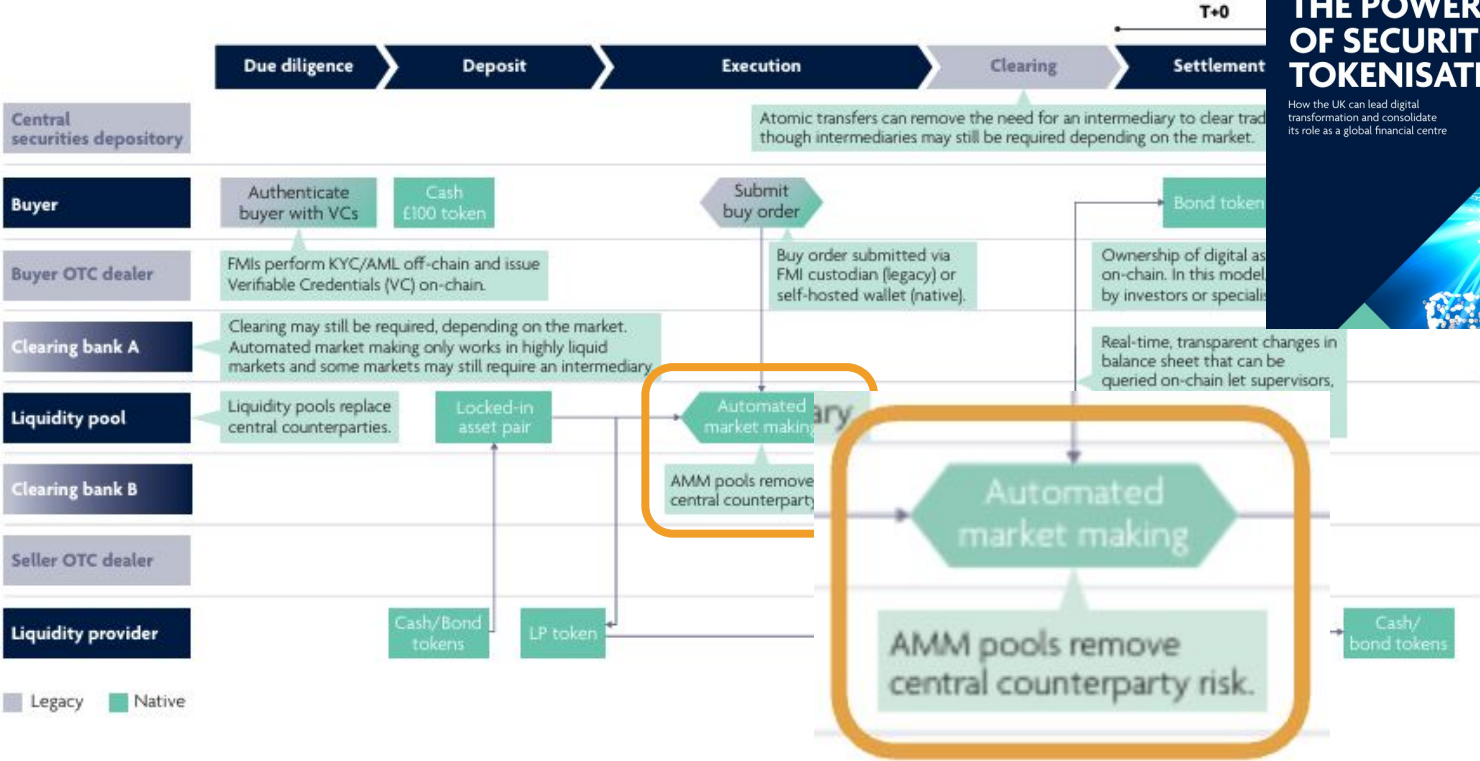 T+0
THE POWER
OF SECURIT
TOKENISATI
How the UK can lead digital
transformation and consolidate
its role as a global financial centre
Due diligence
Deposit
Execution
Clearing
Settlement
Central
securities depository
Atomic transfers can remove the need for an intermediary to clear trad
though intermediaries may still be required depending on the market.
Buyer
Authenticate
buyer with VCs
Cash
£100 token
Submit
buy order
Bond token
Buyer OTC dealer
FMIs perform KYC/AML off-chain and issue
Verifiable Credentials (VC) on-chain.
Buy order submitted via
FMI custodian (legacy) or
self-hosted wallet (native).
Ownership of digital as
on-chain. In this model,
by investors or specialis
Clearing bank A
Clearing may still be required, depending on the market.
Automated market making only works in highly liquid
markets and some markets may still require an intermediary
Real-time, transparent changes in
balance sheet that can be
queried on-chain let supervisors,
Liquidity pool
Liquidity pools replace
central counterparties.
Locked-in
asset pair
Automated
market making
ary
Clearing bank B
AMM pools remove
central counterparty
Automated
market making
AMM pools remove
central counterparty risk.
Seller OTC dealer
Liquidity provider
Cash/Bond
tokens
LP token
Cash/
bond tokens
Legacy
Native